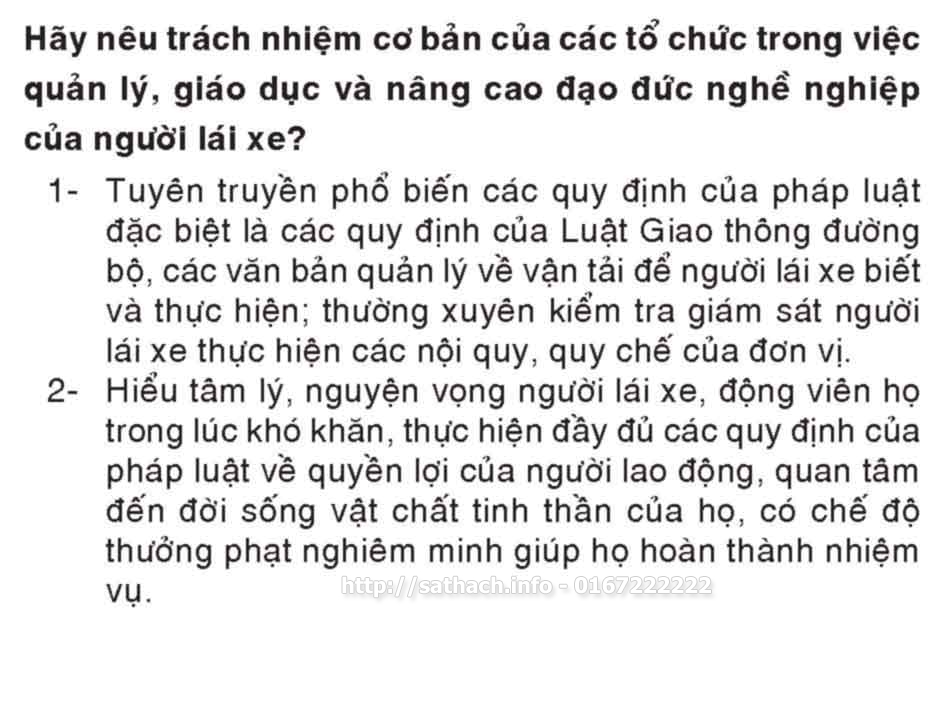 Hãy nêu trách nhiệm cơ bản của các tổ chức trong việc
quản lý, giáo dục và nâng cao đạo đức nghề nghiệp
của người lái xe?
1- Tuyên truyền phổ biến các quy định của pháp luật
đặc biệt là các quy định của Luật Giao thông đường
bộ, các văn bản quản lý về vận tải để người lái xe biết
và thực hiện; thường xuyên kiểm tra giám sát người
lái xe thực hiện các nội quy, quy chế của đơn vị.
2- Hiểu tâm lý, nguyện vọng người lái xe, động viên họ
trong lúc khó khăn, thực hiện đầy đủ các quy định của
pháp luật về quyền lợi của người lao động, quan tâm
đến đời sống vật chất tinh thần của họ, có chế độ
thưởng phạt nghiêm minh giúp họ hoàn thành nhiệm
vụ.
http://sathach.info - 0167222222